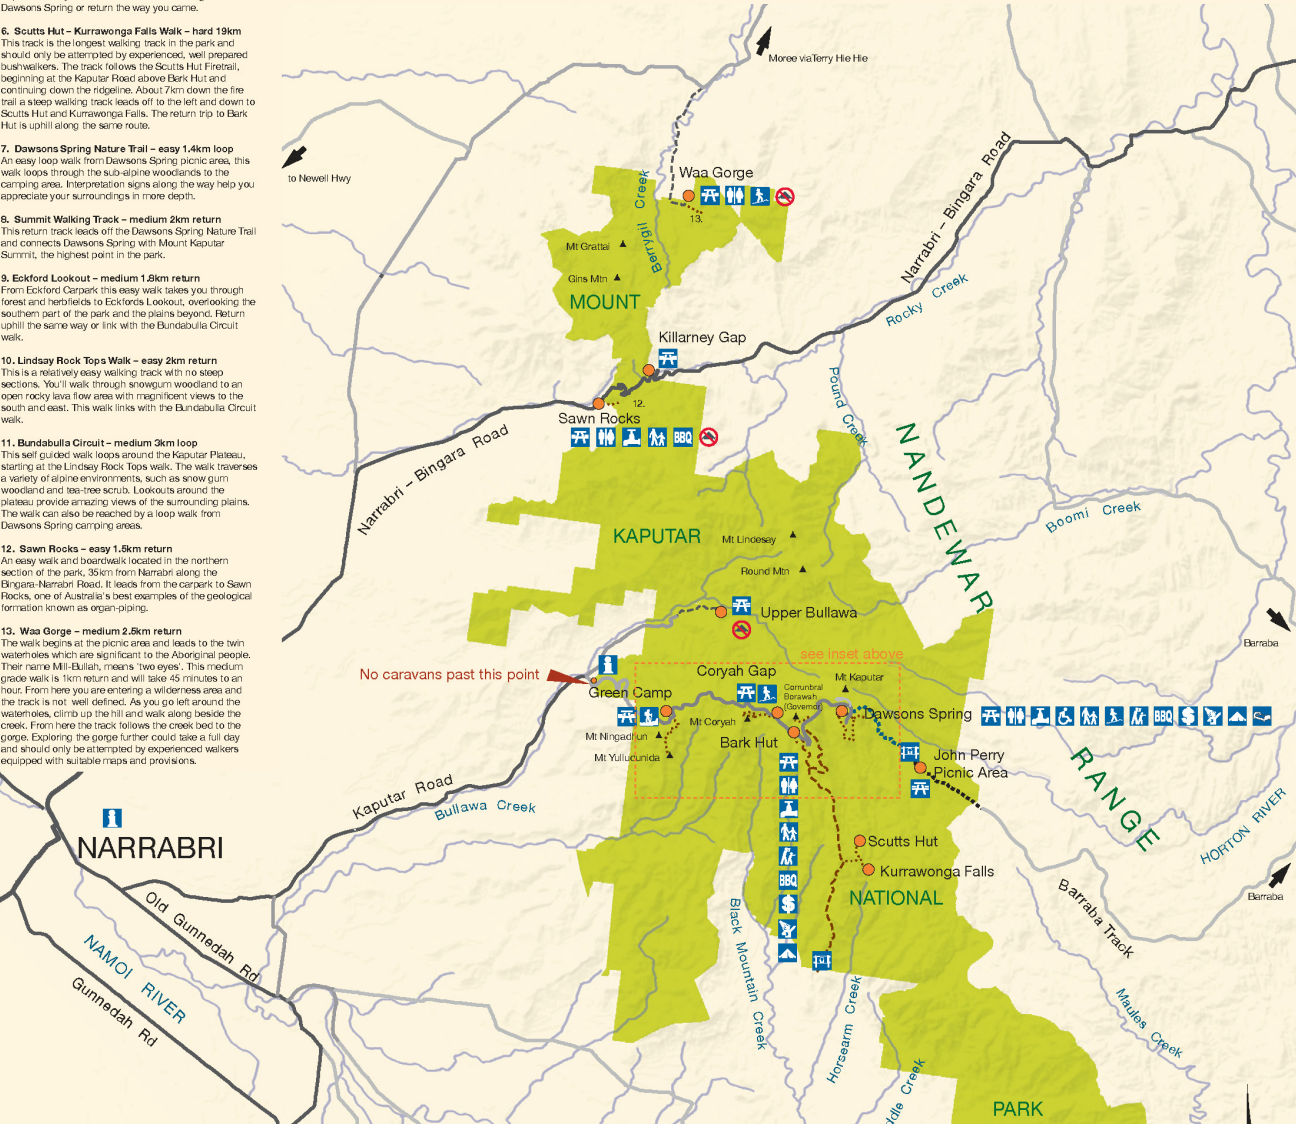 Dawsons Spring or return the way you came.
6. Scutts Hut – Kurrawonga Falls Walk – hard 19km
This track is the longest walking track in the park and
should only be attempted by experienced, well prepared
bushwalkers. The track follows the Scutts Hut Firetrail,
beginning at the Kaputar Road above Bark Hut and
continuing down the ridgeline. About 7km down the fire
trail a steep walking track leads off to the left and down to
Scutts Hut and Kurrawonga Falls. The return trip to Bark
Hut is uphill along the same route.
7. Dawsons Spring Nature Trail – easy 1.4km loop
An easy loop walk from Dawsons Spring picnic area, this
walk loops through the sub-alpine woodlands to the
camping area. Interpretation signs along the way help you
appreciate your surroundings in more depth.
8. Summit Walking Track – medium 2km return
This return track leads off the Dawsons Spring Nature Trail
and connects Dawsons Spring with Mount Kaputar
Summit, the highest point in the park.
9. Eckford Lookout – medium 1.8km return
From Eckford Carpark this easy walk takes you through
forest and herbfields to Eckfords Lookout, overlooking the
southern part of the park and the plains beyond. Return
uphill the same way or link with the Bundabulla Circuit
walk.
10. Lindsay Rock Tops Walk – easy 2km return
This is a relatively easy walking track with no steep
sections. You'll walk through snowgum woodland to an
open rocky lava flow area with magnificent views to the
south and east. This walk links with the Bundabulla Circuit
walk.
11. Bundabulla Circuit – medium 3km loop
This self guided walk loops around the Kaputar Plateau,
starting at the Lindsay Rock Tops walk. The walk traverses
a variety of alpine environments, such as snow gum
woodland and tea-tree scrub. Lookouts around the
plateau provide amazing views of the surrounding plains.
The walk can also be reached by a loop walk from
Dawsons Spring camping areas.
12. Sawn Rocks – easy 1.5km return
An easy walk and boardwalk located in the northern
section of the park, 35km from Narrabri along the
Bingara-Narrabri Road. It leads from the carpark to Sawn
Rocks, one of Australia's best examples of the geological
formation known as organ-piping.
13. Waa Gorge – medium 2.5km return
The walk begins at the picnic area and leads to the twin
waterholes which are significant to the Aboriginal people.
Their name Mill-Bullah, means 'two eyes'. This medium
grade walk is 1km return and will take 45 minutes to an
hour. From here you are entering a wilderness area and
the track is not well defined. As you go left around the
waterholes, climb up the hill and walk along beside the
creek. From here the track follows the creek bed to the
gorge. Exploring the gorge further could take a full day
and should only be attempted by experienced walkers
equipped with suitable maps and provisions.
Moree via Terry Hie Hie
to Newell Hwy
Waa Gorge
13.
Berrygil Creek
Mt Grattai
Gins Mtn
MOUNT
Narrabri – Bingara Road
Rocky Creek
Killarney Gap
12.
Sawn Rocks
BBQ
Pound Creek
Narrabri – Bingara Road
NANDEWAR
KAPUTAR
Mt Lindesay
Round Mtn
Boomi Creek
Upper Bullawa
Barraba
see inset above
No caravans past this point
Green Camp
Coryah Gap
Mt Kaputar
Corrunbral
Borawah
(Governor)
Mt Coryah
Dawsons Spring
BBQ
$
Bark Hut
Mt Ningadhun
Mt Yulludunida
John Perry
Picnic Area
RANGE
HORTON RIVER
Kaputar Road
Bullawa Creek
NARRABRI
Scutts Hut
Kurrawonga Falls
BBQ
$
NATIONAL
Barraba
Barraba Track
Old Gunnedah Rd
NAMOI RIVER
Gunnedah Rd
Black Mountain Creek
Horsearm Creek
Maules Creek
ddle Creek
PARK